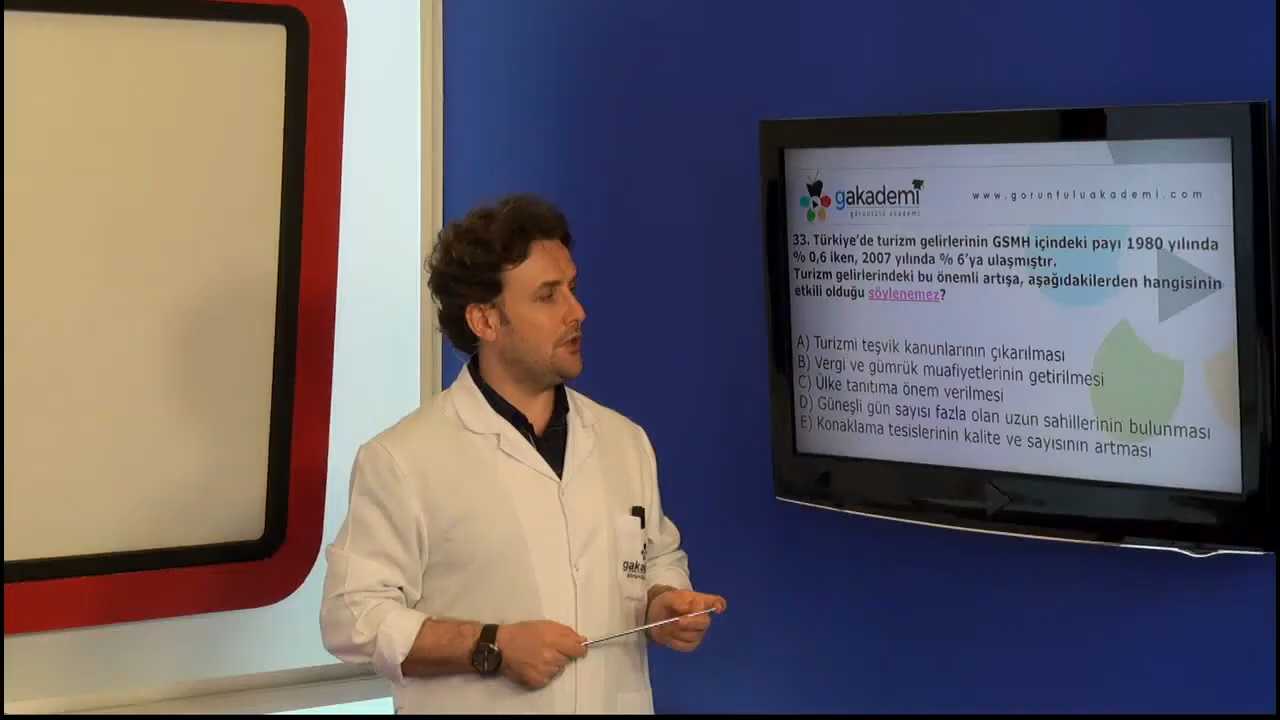 gakademi
görüntülü akademi
www.goruntuluakademi.com
33. Türkiye'de turizm gelirlerinin GSMH içindeki payı 1980 yılında
% 0,6 iken, 2007 yılında % 6'ya ulaşmıştır.
Turizm gelirlerindeki bu önemli artışa, aşağıdakilerden hangisinin
etkili olduğu söylenemez?
A) Turizmi teşvik kanunlarının çıkarılması
B) Vergi ve gümrük muafiyetlerinin getirilmesi
C) Ülke tanıtıma önem verilmesi
D) Güneşli gün sayısı fazla olan uzun sahillerinin bulunması
E) Konaklama tesislerinin kalite ve sayısının artması